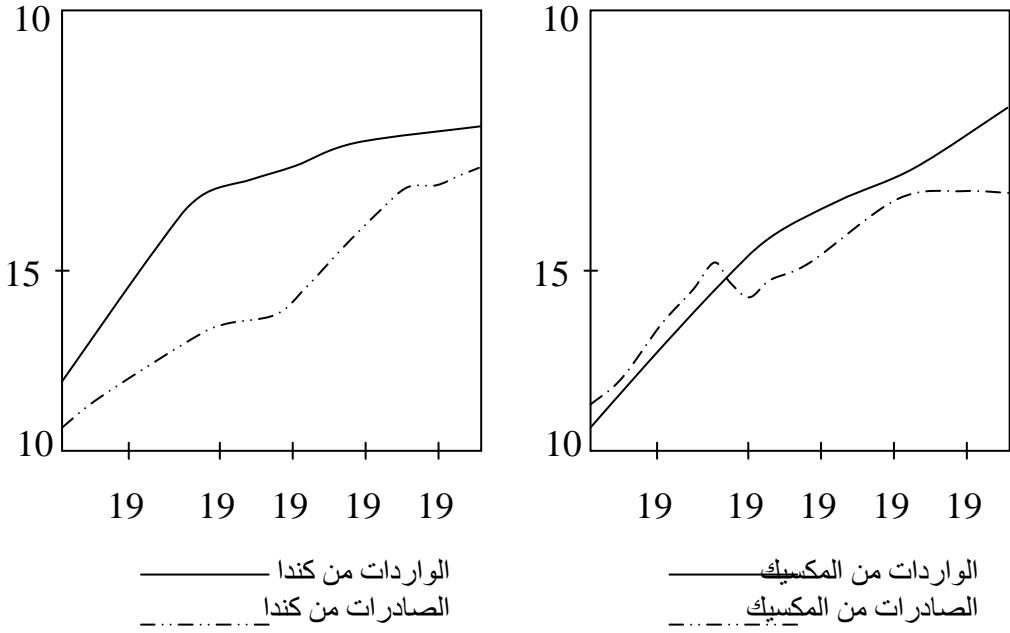 10
15
10
19 19 19 19 19
الواردات من كندا
الصادرات من كندا
10
15
10
19 19 19 19 19
الواردات من المكسيك
الصادرات من المكسيك